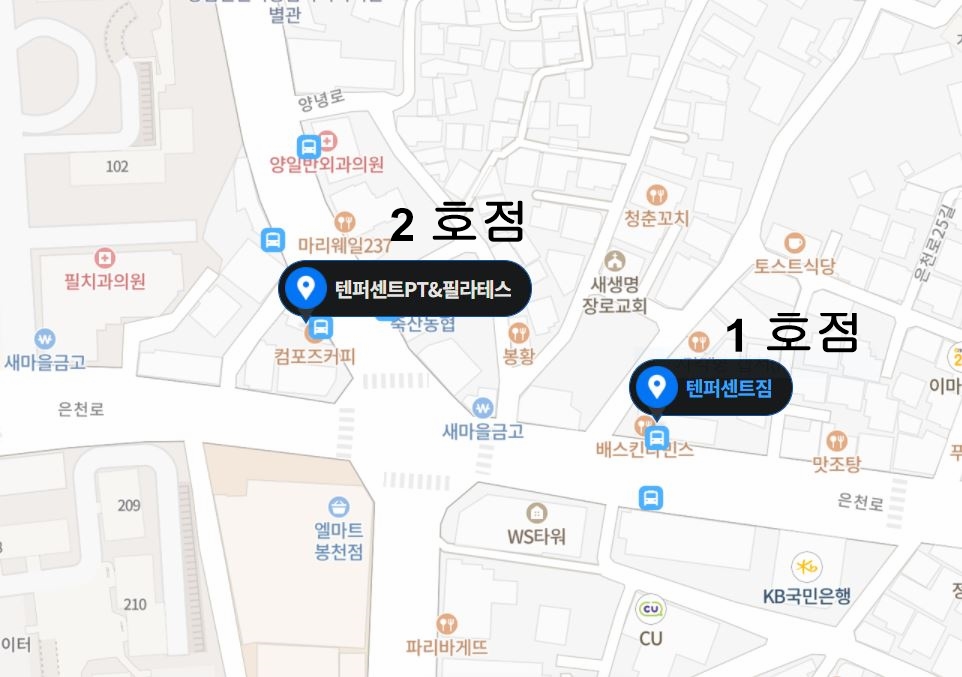 별관
양녕로
양일반외과의원
102
2 호점
마리웨일237
청춘꼬치
은천로25길
토스트식당
필치과의원
새생명
장로교회
텐퍼센트PT&필라테스
축산농협
1 호점
새마을금고
컴포즈커피
봉황
텐퍼센트짐
이마
은천로
새마을금고
배스킨라빈스
맛조탕
209
엘마트
봉천점
WS타워
은천로
KB국민은행
210
CU
이터
파리바게뜨